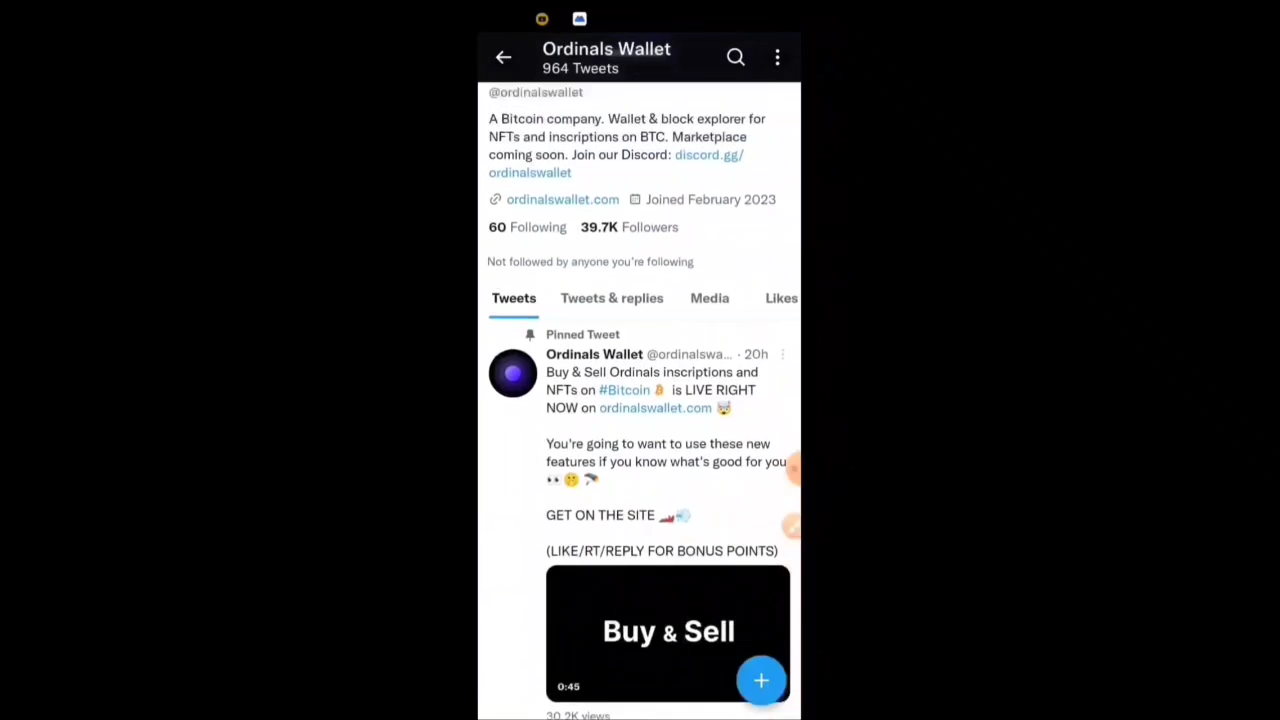 Ordinals Wallet
964 Tweets
@ordinalswallet
A Bitcoin company. Wallet & block explorer for
NFTs and inscriptions on BTC. Marketplace
coming soon. Join our Discord: discord.gg/
ordinalswallet
ordinalswallet.com Joined February 2023
60 Following 39.7K Followers
Not followed by anyone you're following
Tweets Tweets & replies Media Likes
Pinned Tweet
Ordinals Wallet @ordinalswa... · 20h
Buy & Sell Ordinals inscriptions and
NFTs on #Bitcoin is LIVE RIGHT
NOW on ordinalswallet.com 🤯
You're going to want to use these new
features if you know what's good for you
👀🤫🪂
GET ON THE SITE 🏎️💨
(LIKE/RT/REPLY FOR BONUS POINTS)
Buy & Sell
0:45
30.2K views